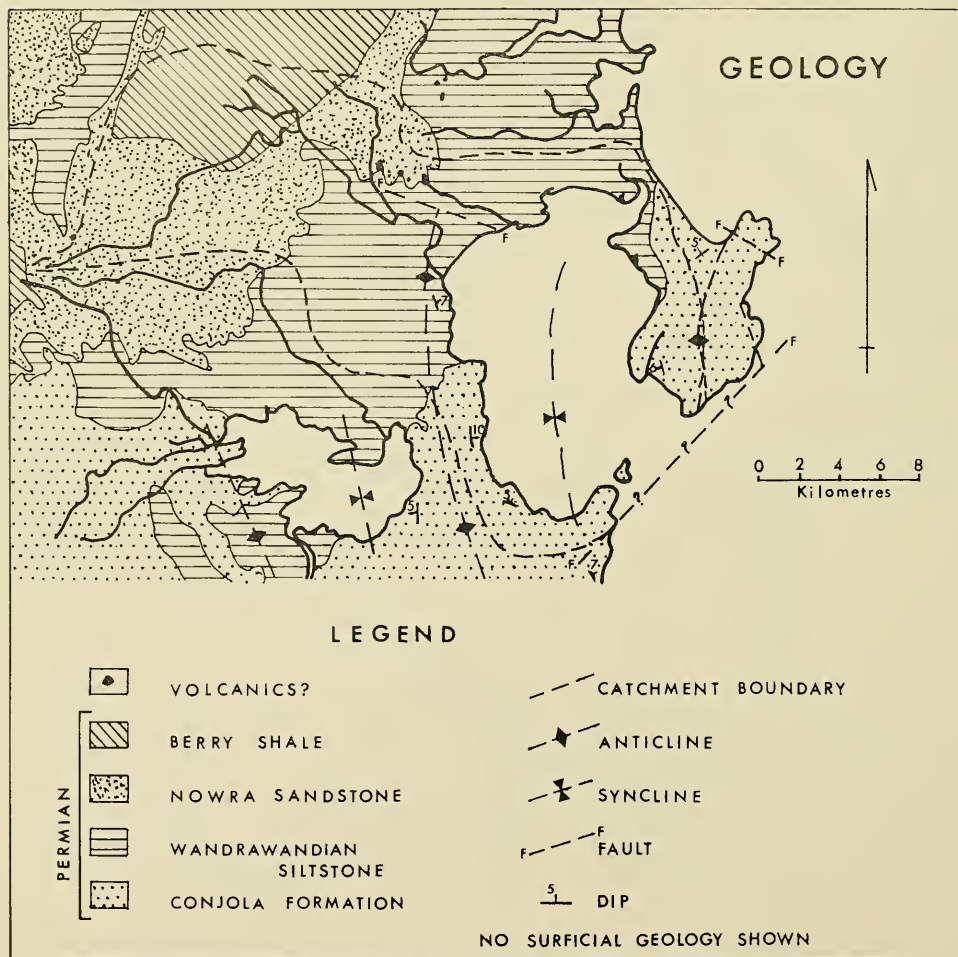 GEOLOGY
F
F
5
F
F
7
F
10
5
5
6
?
?
?
F
7
0 2 4 6 8
Kilometres
LEGEND
VOLCANICS?
PERMIAN
BERRY SHALE
NOWRA SANDSTONE
WANDRAWANDIAN
SILTSTONE
CONJOLA FORMATION
CATCHMENT BOUNDARY
ANTICLINE
SYNCLINE
F
F
FAULT
5
DIP
NO SURFICIAL GEOLOGY SHOWN